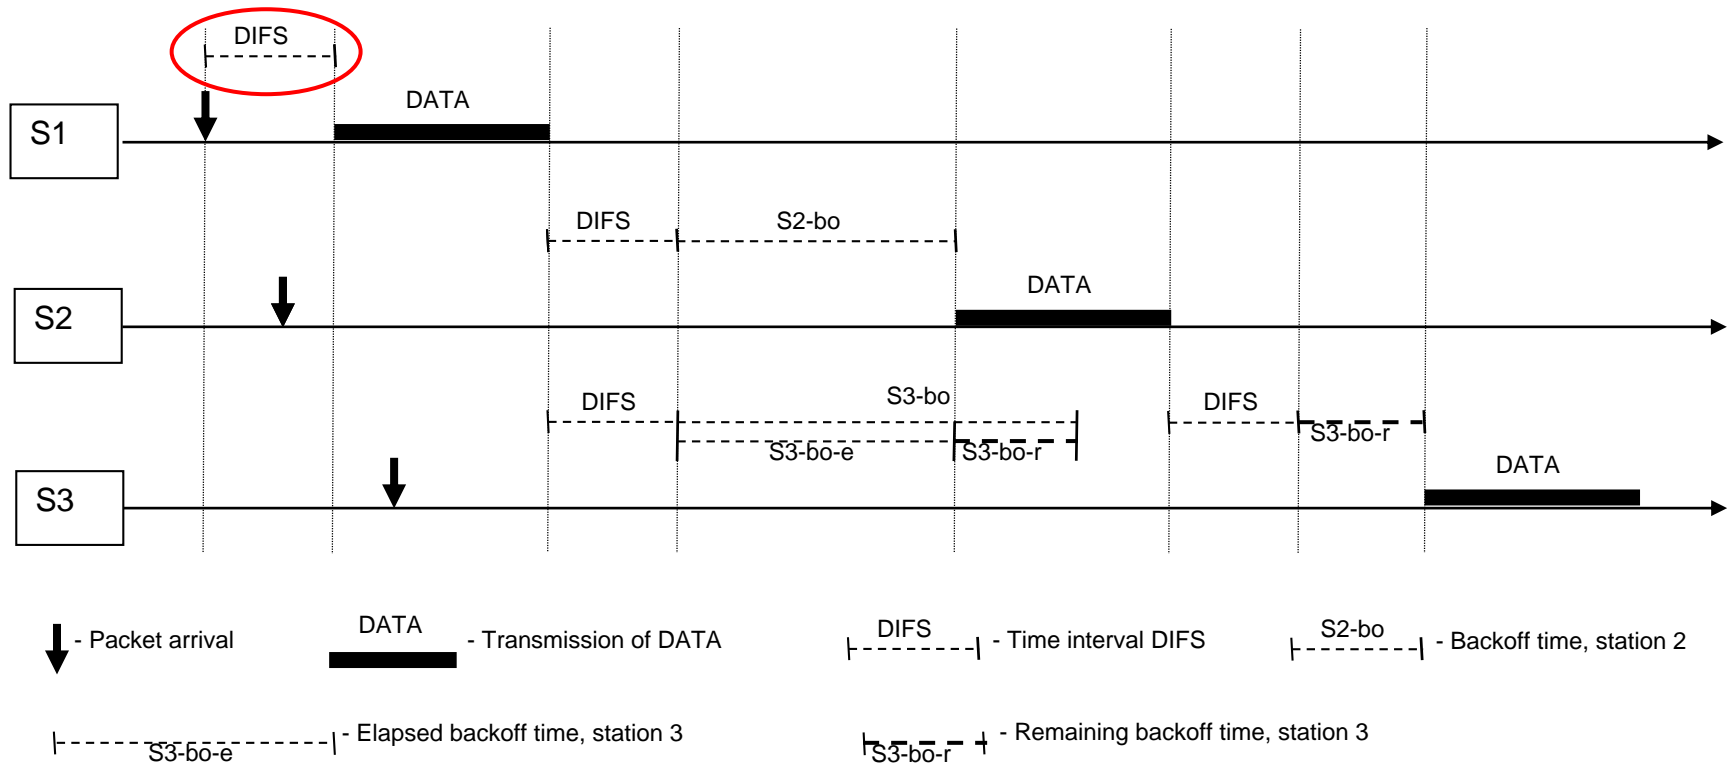 DIFS
DATA
S1
DIFS
S2-bo
DATA
S2
S3-bo
DIFS
DIFS
S3-bo-e
S3-bo-r
S3-bo-r
DATA
S3
- Packet arrival
DATA
- Transmission of DATA
DIFS
- Time interval DIFS
S2-bo
- Backoff time, station 2
S3-bo-e
- Elapsed backoff time, station 3
S3-bo-r
- Remaining backoff time, station 3